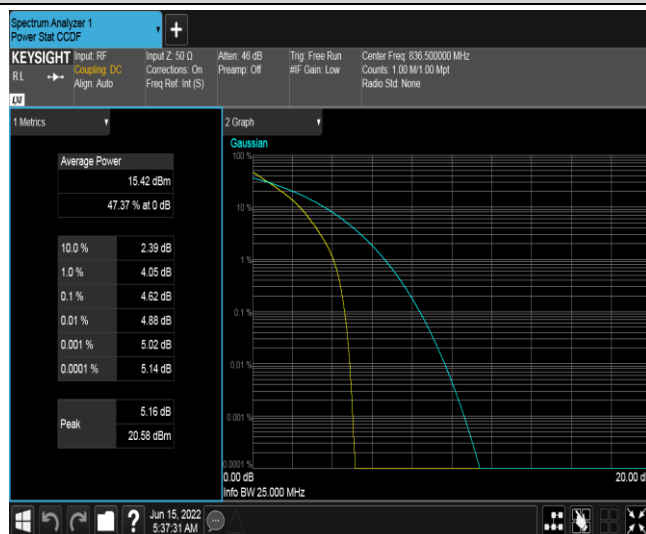 Spectrum Analyzer 1
Power Stat CCDF
+
KEYSIGHT Input: RF Input Z: 50 Ω Atten: 46 dB Trig: Free Run Center Freq: 836.500000 MHz
RL Coupling: DC Corrections: On Preamp: Off #IF Gain: Low Counts: 1.00 M/1.00 Mpt
Align: Auto Freq Ref: Int (S) Radio Std: None
LXI
1 Metrics
Average Power
15.42 dBm
47.37 % at 0 dB
10.0 % 2.39 dB
1.0 % 4.05 dB
0.1 % 4.62 dB
0.01 % 4.88 dB
0.001 % 5.02 dB
0.0001 % 5.14 dB
Peak 5.16 dB
20.58 dBm
2 Graph
Gaussian
100 %
10 %
1 %
0.1 %
0.01 %
0.001 %
0.0001 %
0.00 dB 20.00 d
Info BW 25.000 MHz
? Jun 15, 2022
5:37:31 AM